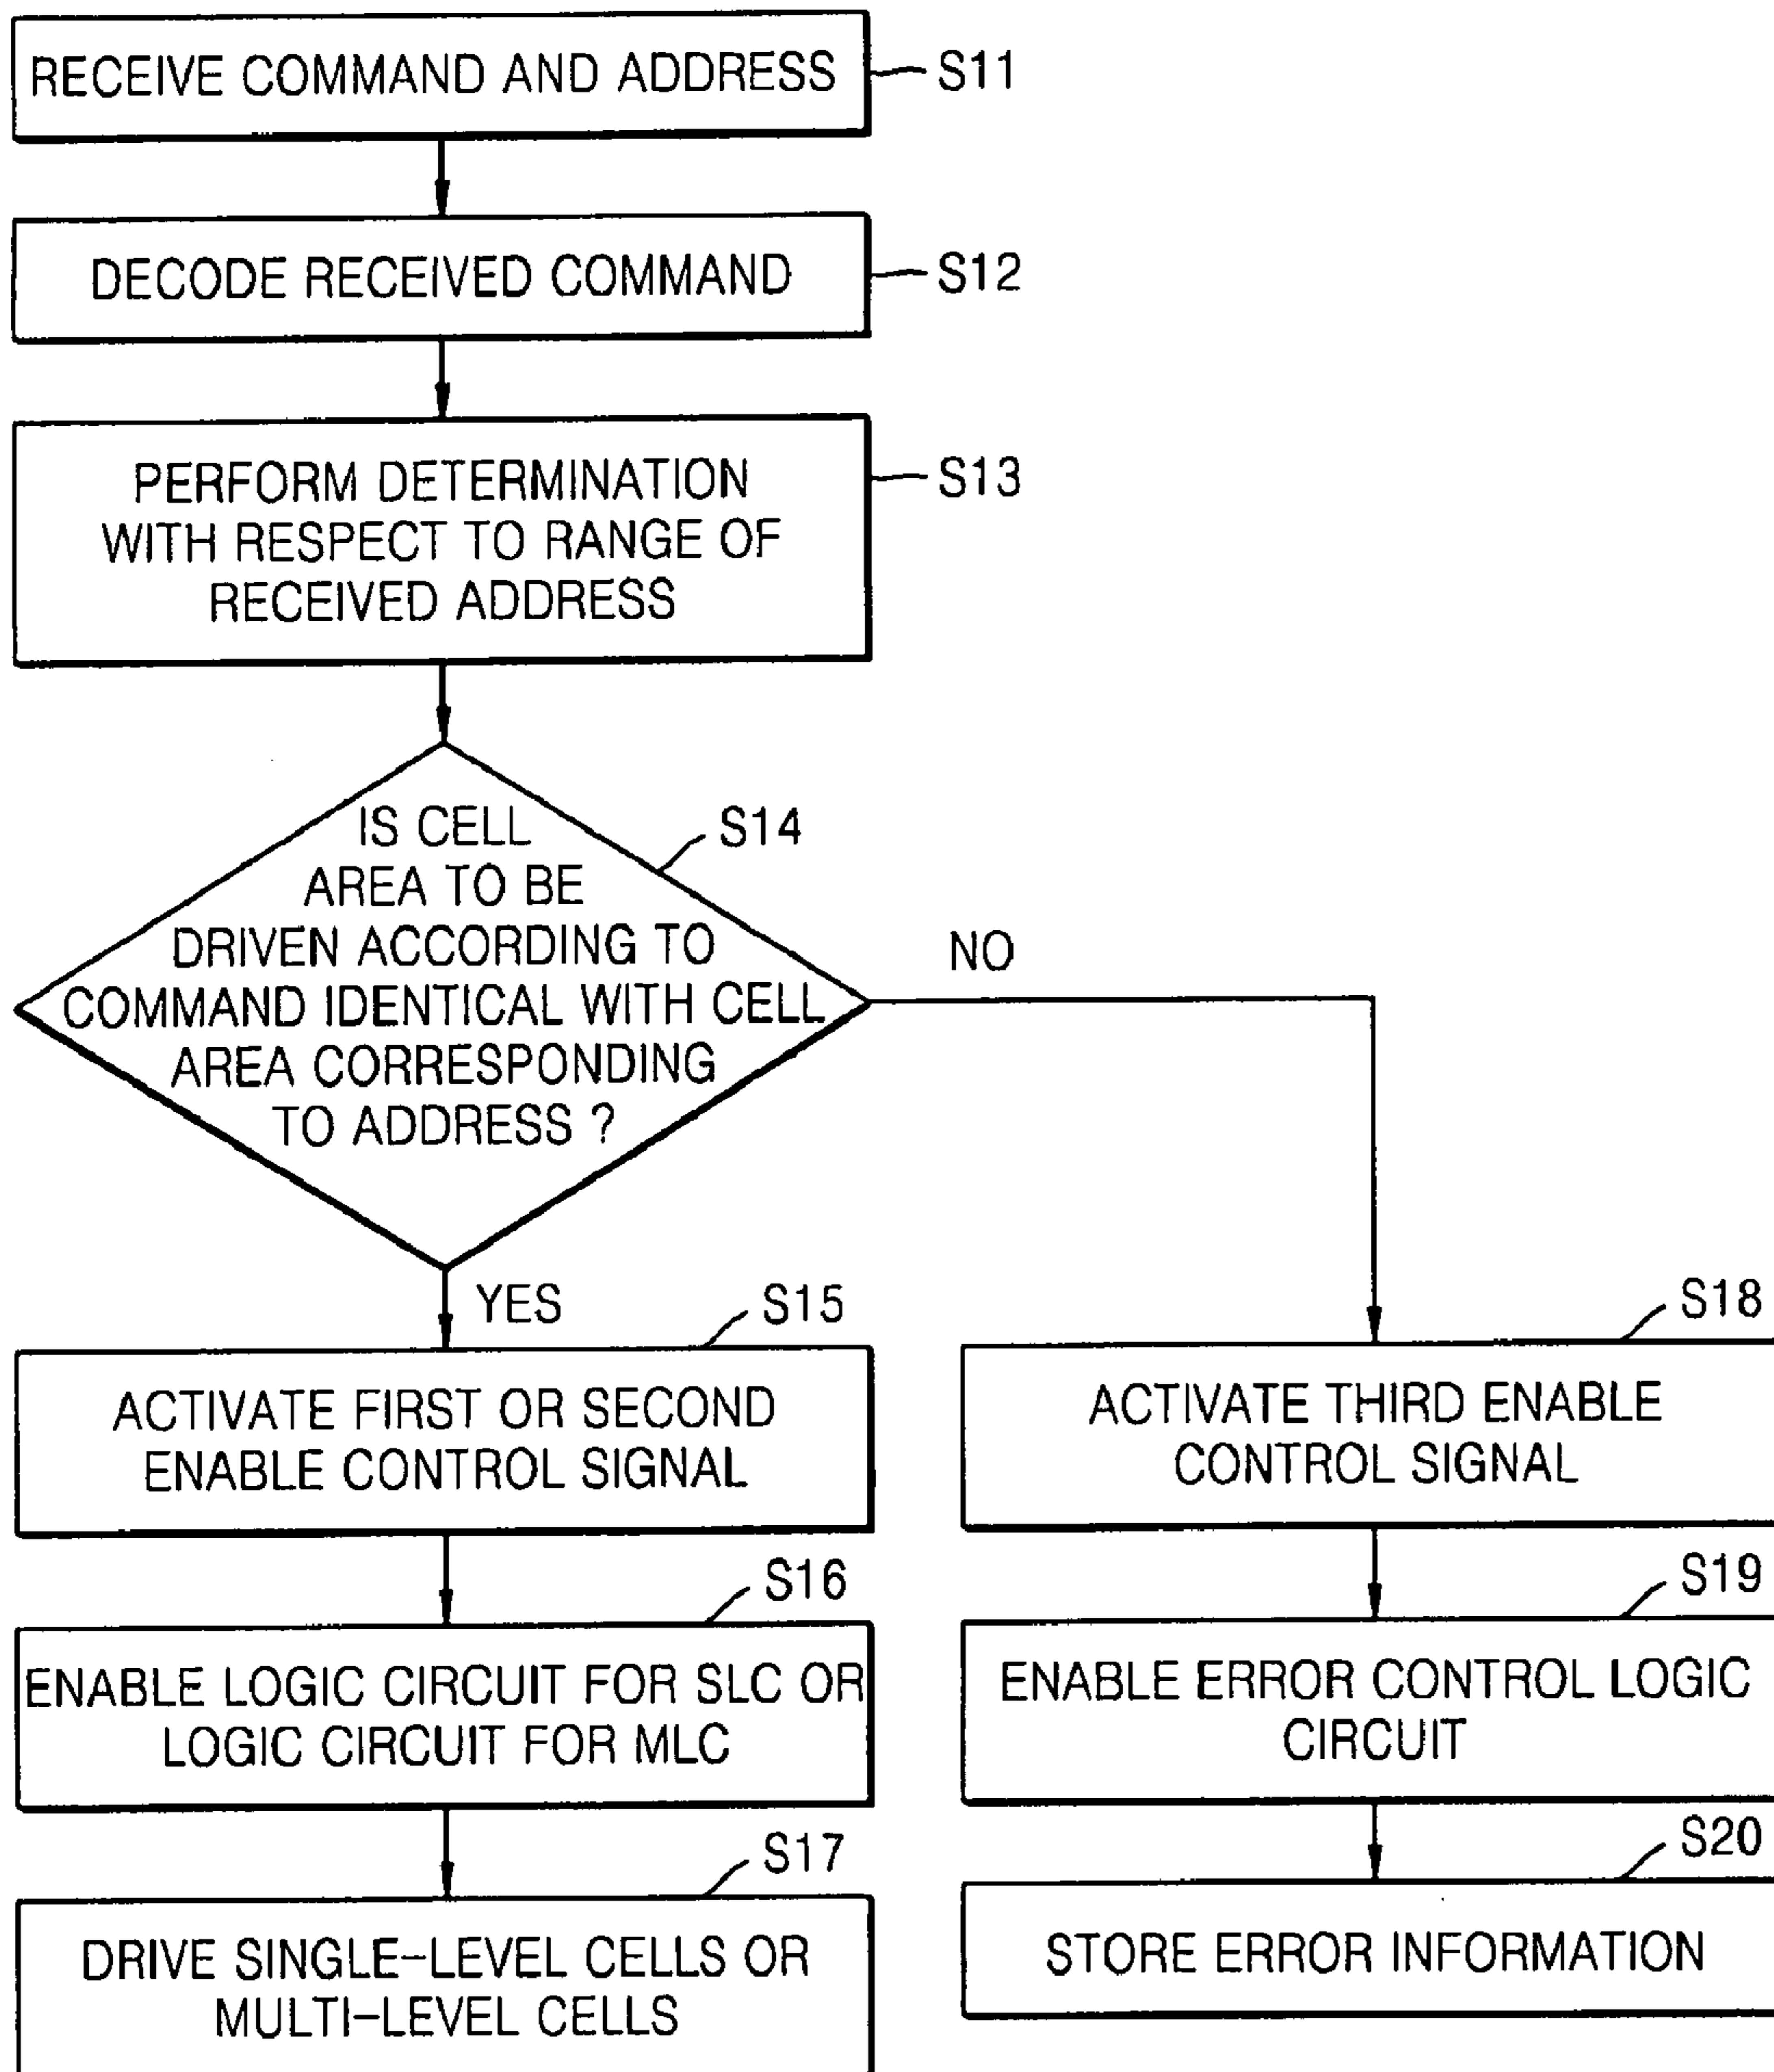 RECEIVE COMMAND AND ADDRESS
S11
DECODE RECEIVED COMMAND
S12
PERFORM DETERMINATION
WITH RESPECT TO RANGE OF
RECEIVED ADDRESS
S13
IS CELL
AREA TO BE
DRIVEN ACCORDING TO
COMMAND IDENTICAL WITH CELL
AREA CORRESPONDING
TO ADDRESS ?
S14
NO
YES
S15
ACTIVATE FIRST OR SECOND
ENABLE CONTROL SIGNAL
S16
ENABLE LOGIC CIRCUIT FOR SLC OR
LOGIC CIRCUIT FOR MLC
S17
DRIVE SINGLE-LEVEL CELLS OR
MULTI-LEVEL CELLS
S18
ACTIVATE THIRD ENABLE
CONTROL SIGNAL
S19
ENABLE ERROR CONTROL LOGIC
CIRCUIT
S20
STORE ERROR INFORMATION